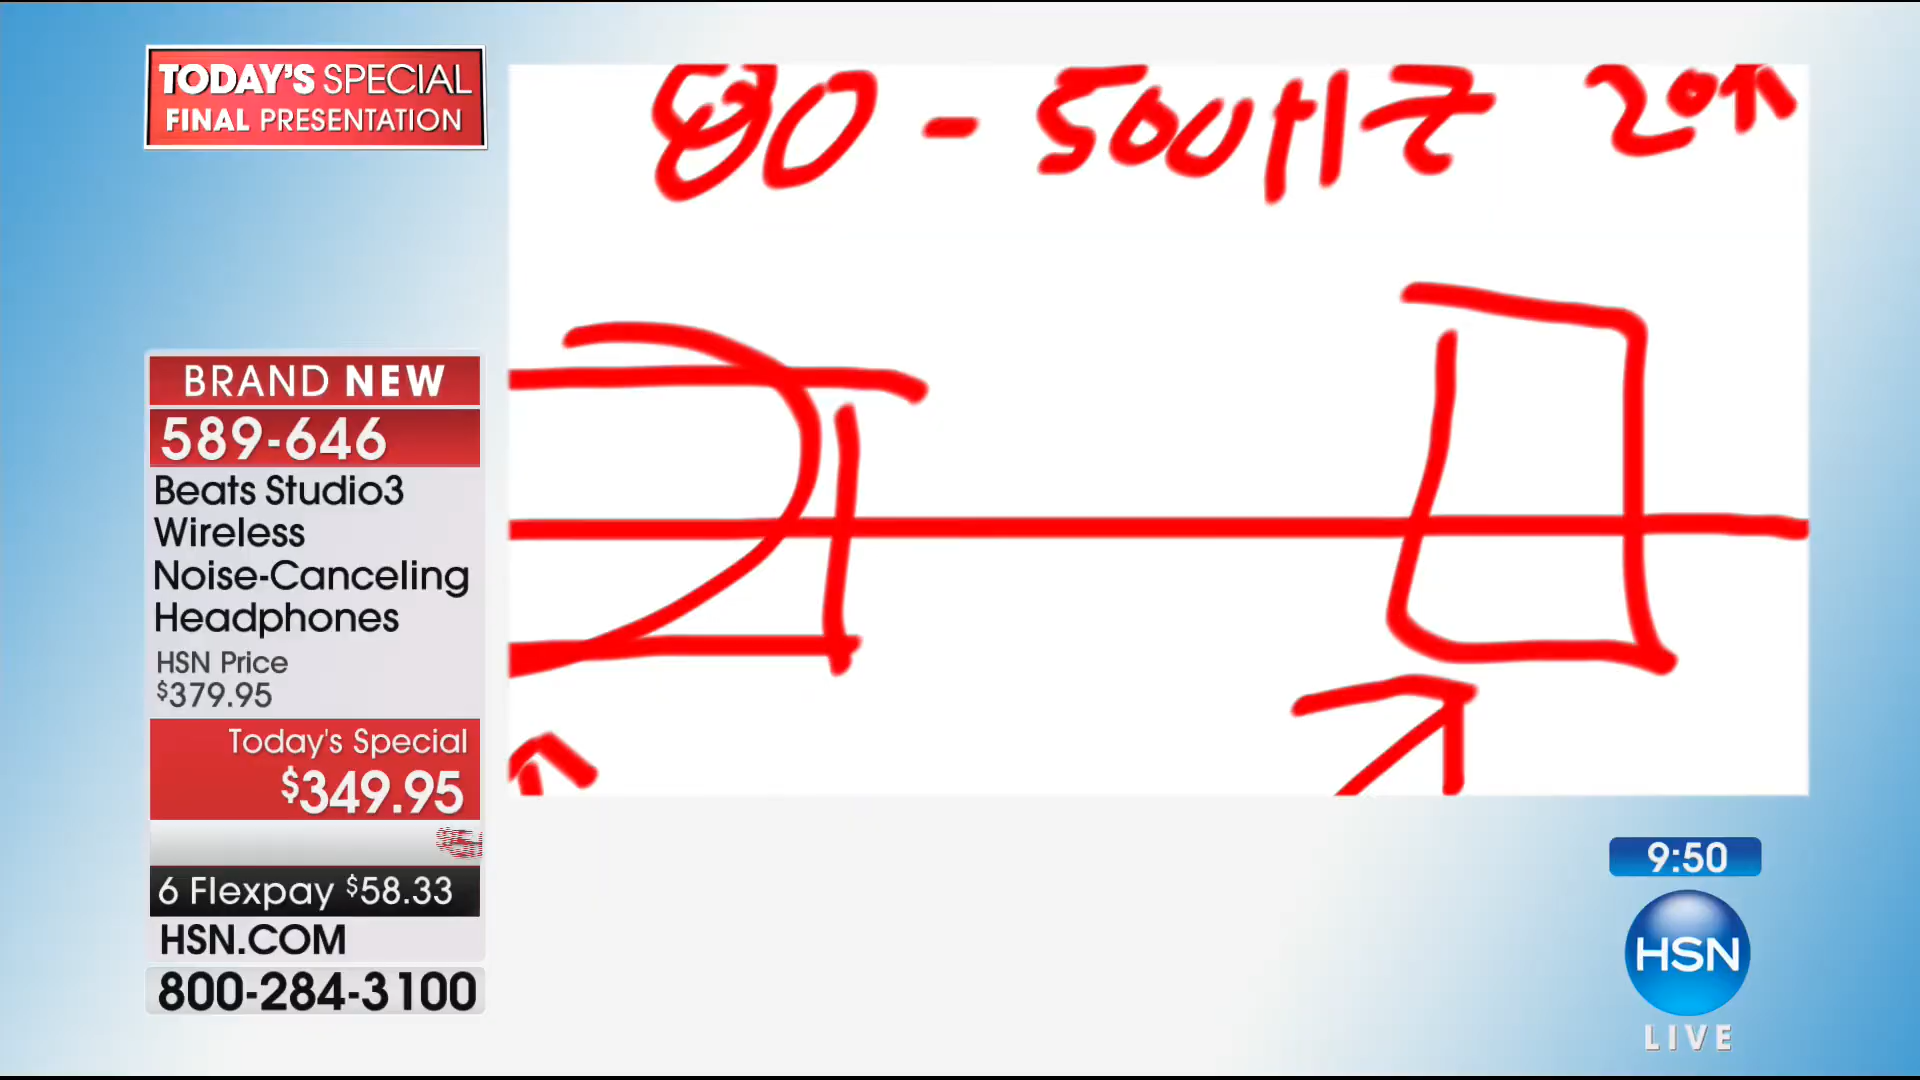 TODAY'S SPECIAL
FINAL PRESENTATION
80 - 500Hz
BRAND NEW
589-646
Beats Studio3
Wireless
Noise-Canceling
Headphones
HSN Price
$379.95
Today's Special
$349.95
6 Flexpay $58.33
HSN.COM
800-284-3100
9:50
HSN
LIVE